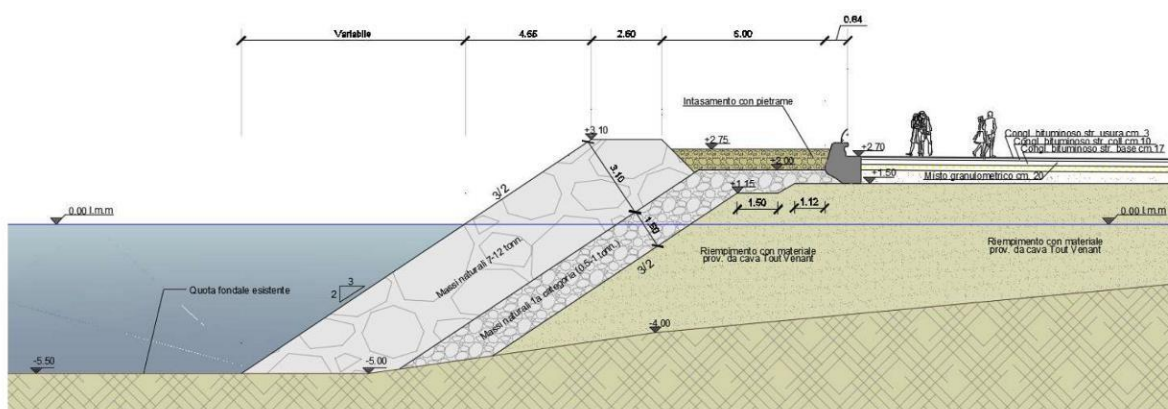 Variabile
4.65
2.60
5.00
0.64
Intasamento con pietrame
+3.10
+2.75
+2.70
Congl. bituminoso str. usura cm. 3
Congl. bituminoso str. coll cm.10
Congl. bituminoso str. base cm.17
+2.00
Misto granulometrico cm. 20
+1.50
+1.15
3/2
3.10
1.50
1.12
0.00 l.m.m
0.00 l.m.m
1.90
Massi naturali 7-12 tonn.
Massi naturali 1a categoria (0.5-1 tonn.)
3/2
Riempimento con materiale
prov. da cava Tout Venant
Riempimento con materiale
prov. da cava Tout Venant
Quota fondale esistente
3
2
-4.00
-5.50
-5.00